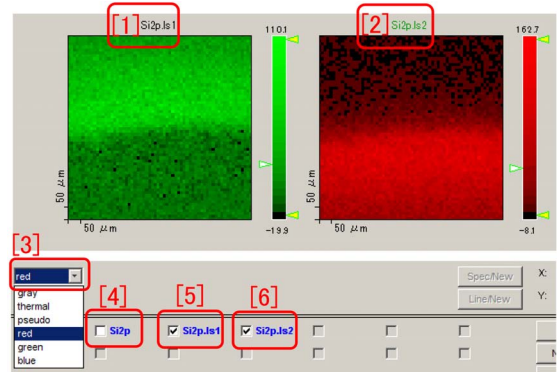 [1] Si2p.ls1
[2] Si2p.ls2
110.1
162.7
50 μm
50 μm
-19.9
50 μm
50 μm
-8.1
[3]
red
Spec/New X:
Line/New Y:
gray
thermal
pseudo
red
green
blue
[4] [5] [6]
Si2p Si2p.ls1 Si2p.ls2
N